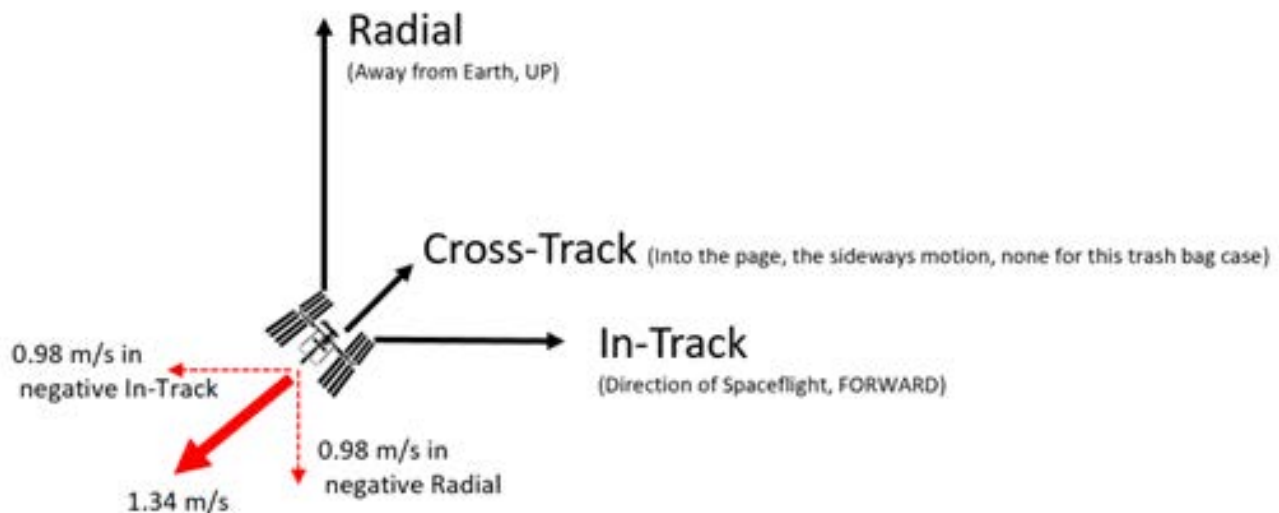 Radial
(Away from Earth, UP)
Cross-Track (Into the page, the sideways motion, none for this trash bag case)
In-Track
(Direction of Spaceflight, FORWARD)
0.98 m/s in
negative In-Track
0.98 m/s in
negative Radial
1.34 m/s